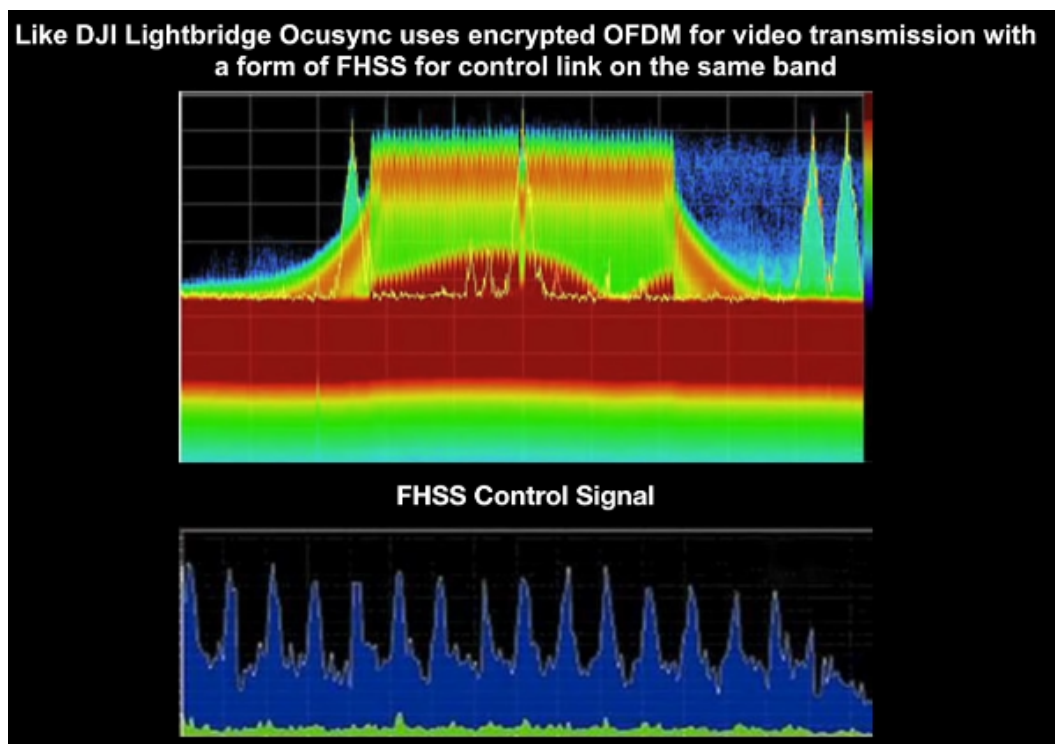 Like DJI Lightbridge Ocusync uses encrypted OFDM for video transmission with
a form of FHSS for control link on the same band
FHSS Control Signal